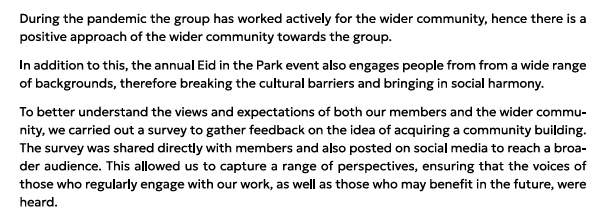 During the pandemic the group has worked actively for the wider community, hence there is a
positive approach of the wider community towards the group.
In addition to this, the annual Eid in the Park event also engages people from from a wide range
of backgrounds, therefore breaking the cultural barriers and bringing in social harmony.
To better understand the views and expectations of both our members and the wider commu-
nity, we carried out a survey to gather feedback on the idea of acquiring a community building.
The survey was shared directly with members and also posted on social media to reach a broa-
der audience. This allowed us to capture a range of perspectives, ensuring that the voices of
those who regularly engage with our work, as well as those who may benefit in the future, were
heard.